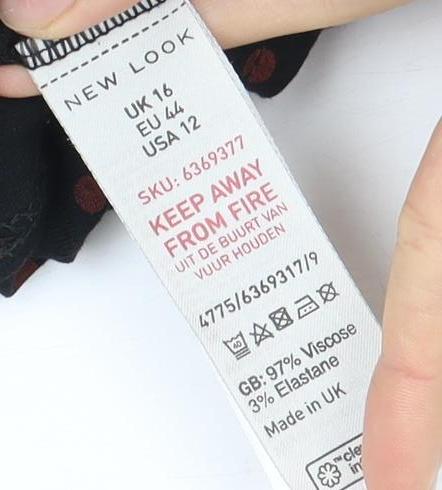 NEW LOOK
UK 16
EU 44
USA 12
SKU: 6369377
KEEP AWAY
FROM FIRE
UIT DE BUURT VAN
VUUR HOUDEN
4775/6369317/9
40
GB: 97% Viscose
3% Elastane
Made in UK